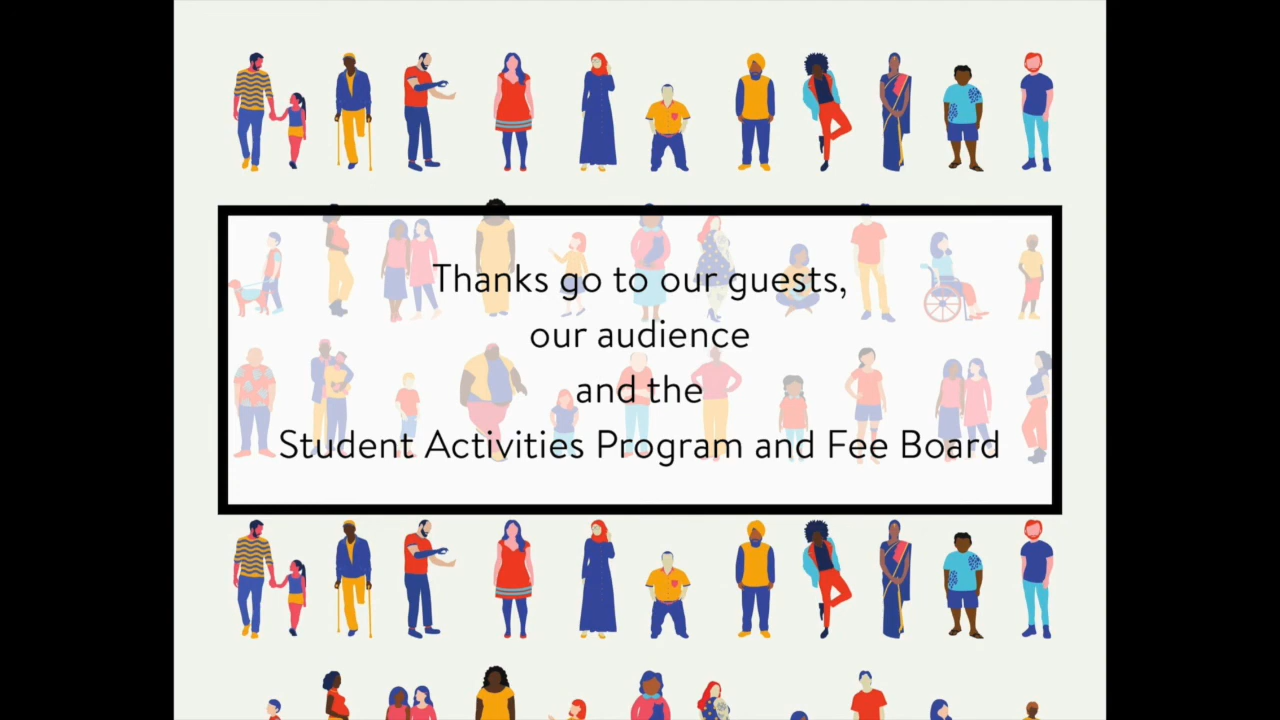 Thanks go to our guests,
our audience
and the
Student Activities Program and Fee Board